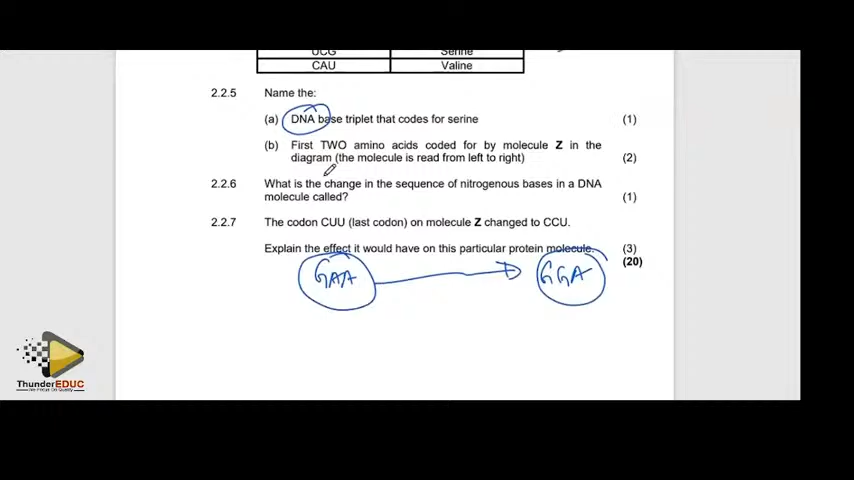 UCG Serine
CAU Valine
2.2.5 Name the:
(a) DNA base triplet that codes for serine (1)
(b) First TWO amino acids coded for by molecule Z in the
diagram (the molecule is read from left to right) (2)
2.2.6 What is the change in the sequence of nitrogenous bases in a DNA
molecule called? (1)
2.2.7 The codon CUU (last codon) on molecule Z changed to CCU.
Explain the effect it would have on this particular protein molecule. (3)
(20)
GAA GGA
ThunderEDUC